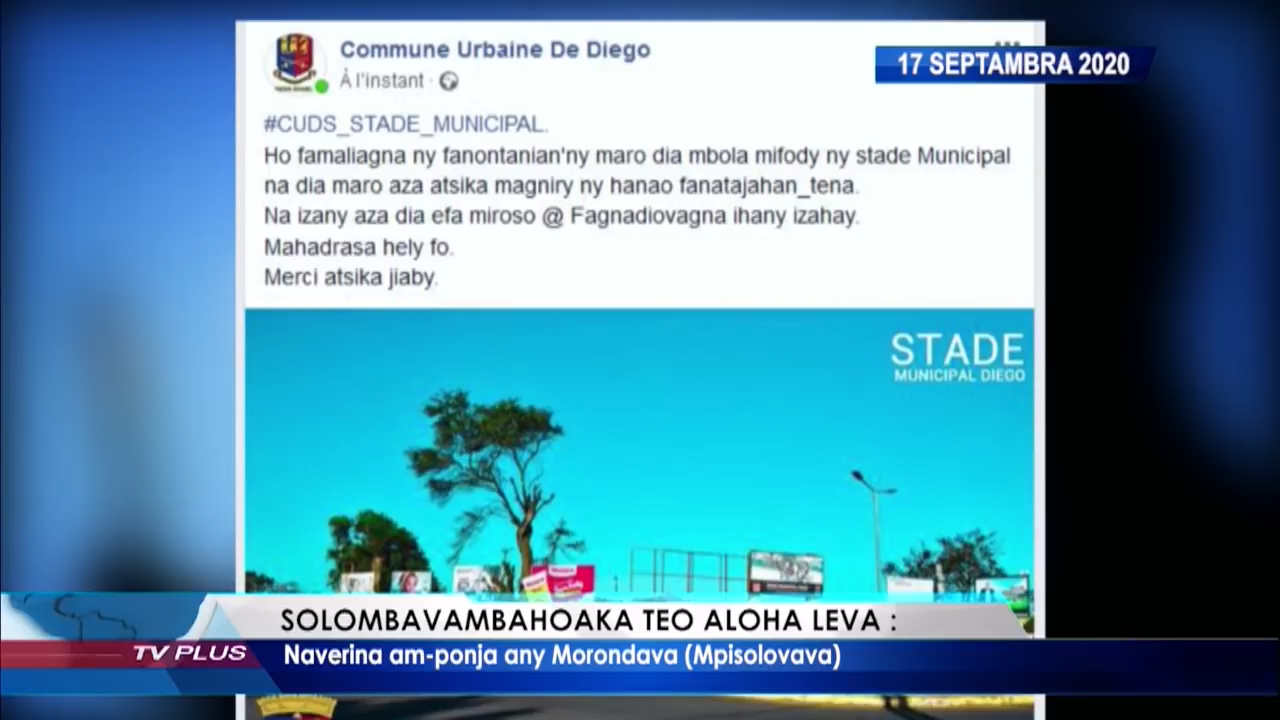 Commune Urbaine De Diego
À l'instant ·
17 SEPTAMBRA 2020
#CUDS_STADE_MUNICIPAL.
Ho famaliagna ny fanontanian'ny maro dia mbola mifody ny stade Municipal
na dia maro aza atsika magniry ny hanao fanatajahan_tena.
Na izany aza dia efa miroso @ Fagnadiovagna ihany izahay.
Mahadrasa hely fo.
Merci atsika jiaby.
STADE
MUNICIPAL DIEGO
SOLOMBAVAMBAHOAKA TEO ALOHA LEVA :
TV PLUS
Naverina am-ponja any Morondava (Mpisolovava)